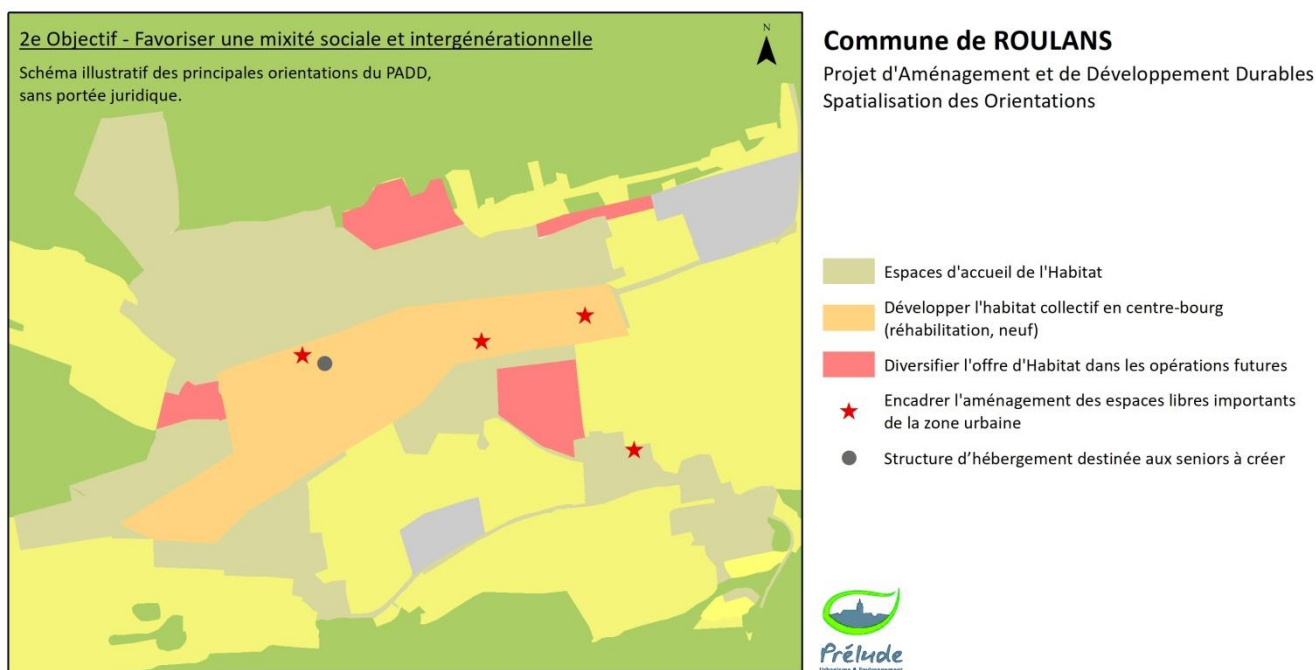 2e Objectif - Favoriser une mixité sociale et intergénérationnelle
Schéma illustratif des principales orientations du PADD,
sans portée juridique.
N
Commune de ROULANS
Projet d'Aménagement et de Développement Durables
Spatialisation des Orientations
Espaces d'accueil de l'Habitat
Développer l'habitat collectif en centre-bourg
(réhabilitation, neuf)
Diversifier l'offre d'Habitat dans les opérations futures
Encadrer l'aménagement des espaces libres importants
de la zone urbaine
Structure d’hébergement destinée aux seniors à créer
Prélude
Urbanisme & Environnement